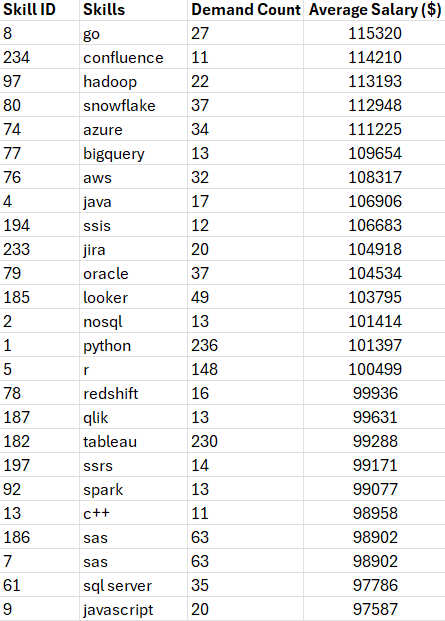 Skill ID Skills Demand Count Average Salary ($)
8 go 27 115320
234 confluence 11 114210
97 hadoop 22 113193
80 snowflake 37 112948
74 azure 34 111225
77 bigquery 13 109654
76 aws 32 108317
4 java 17 106906
194 ssis 12 106683
233 jira 20 104918
79 oracle 37 104534
185 looker 49 103795
2 nosql 13 101414
1 python 236 101397
5 r 148 100499
78 redshift 16 99936
187 qlik 13 99631
182 tableau 230 99288
197 ssrs 14 99171
92 spark 13 99077
13 c++ 11 98958
186 sas 63 98902
7 sas 63 98902
61 sql server 35 97786
9 javascript 20 97587